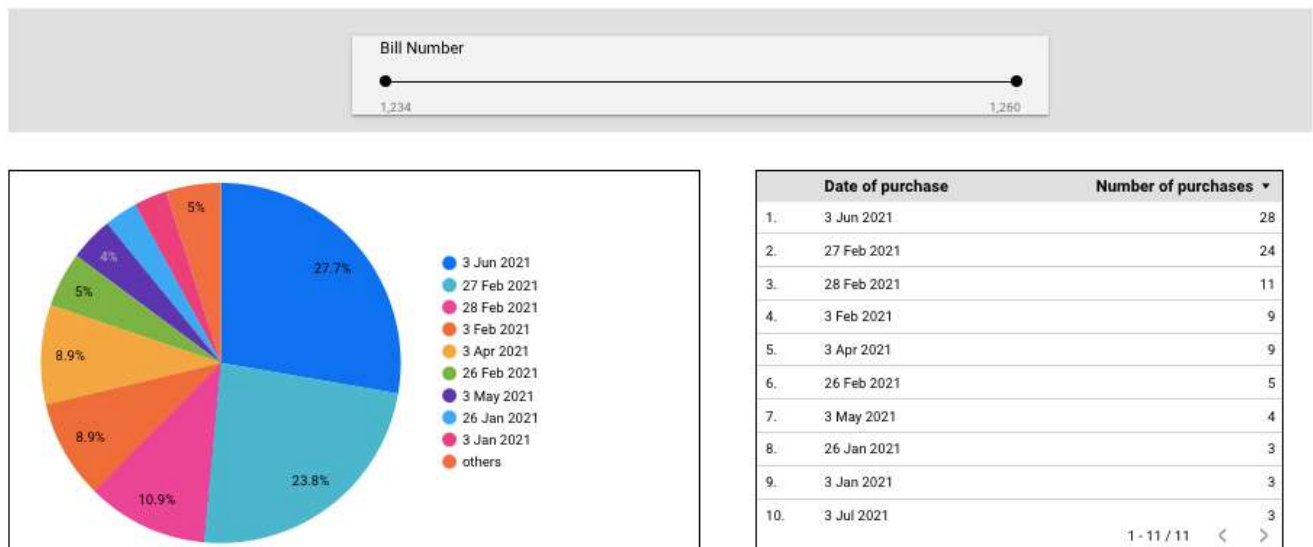 Bill Number
1,234 1,260
5%
4%
5%
8.9%
8.9%
10.9%
23.8%
27.7%
3 Jun 2021
27 Feb 2021
28 Feb 2021
3 Feb 2021
3 Apr 2021
26 Feb 2021
3 May 2021
26 Jan 2021
3 Jan 2021
others
Date of purchase Number of purchases
1. 3 Jun 2021 28
2. 27 Feb 2021 24
3. 28 Feb 2021 11
4. 3 Feb 2021 9
5. 3 Apr 2021 9
6. 26 Feb 2021 5
7. 3 May 2021 4
8. 26 Jan 2021 3
9. 3 Jan 2021 3
10. 3 Jul 2021 3
1 - 11 / 11